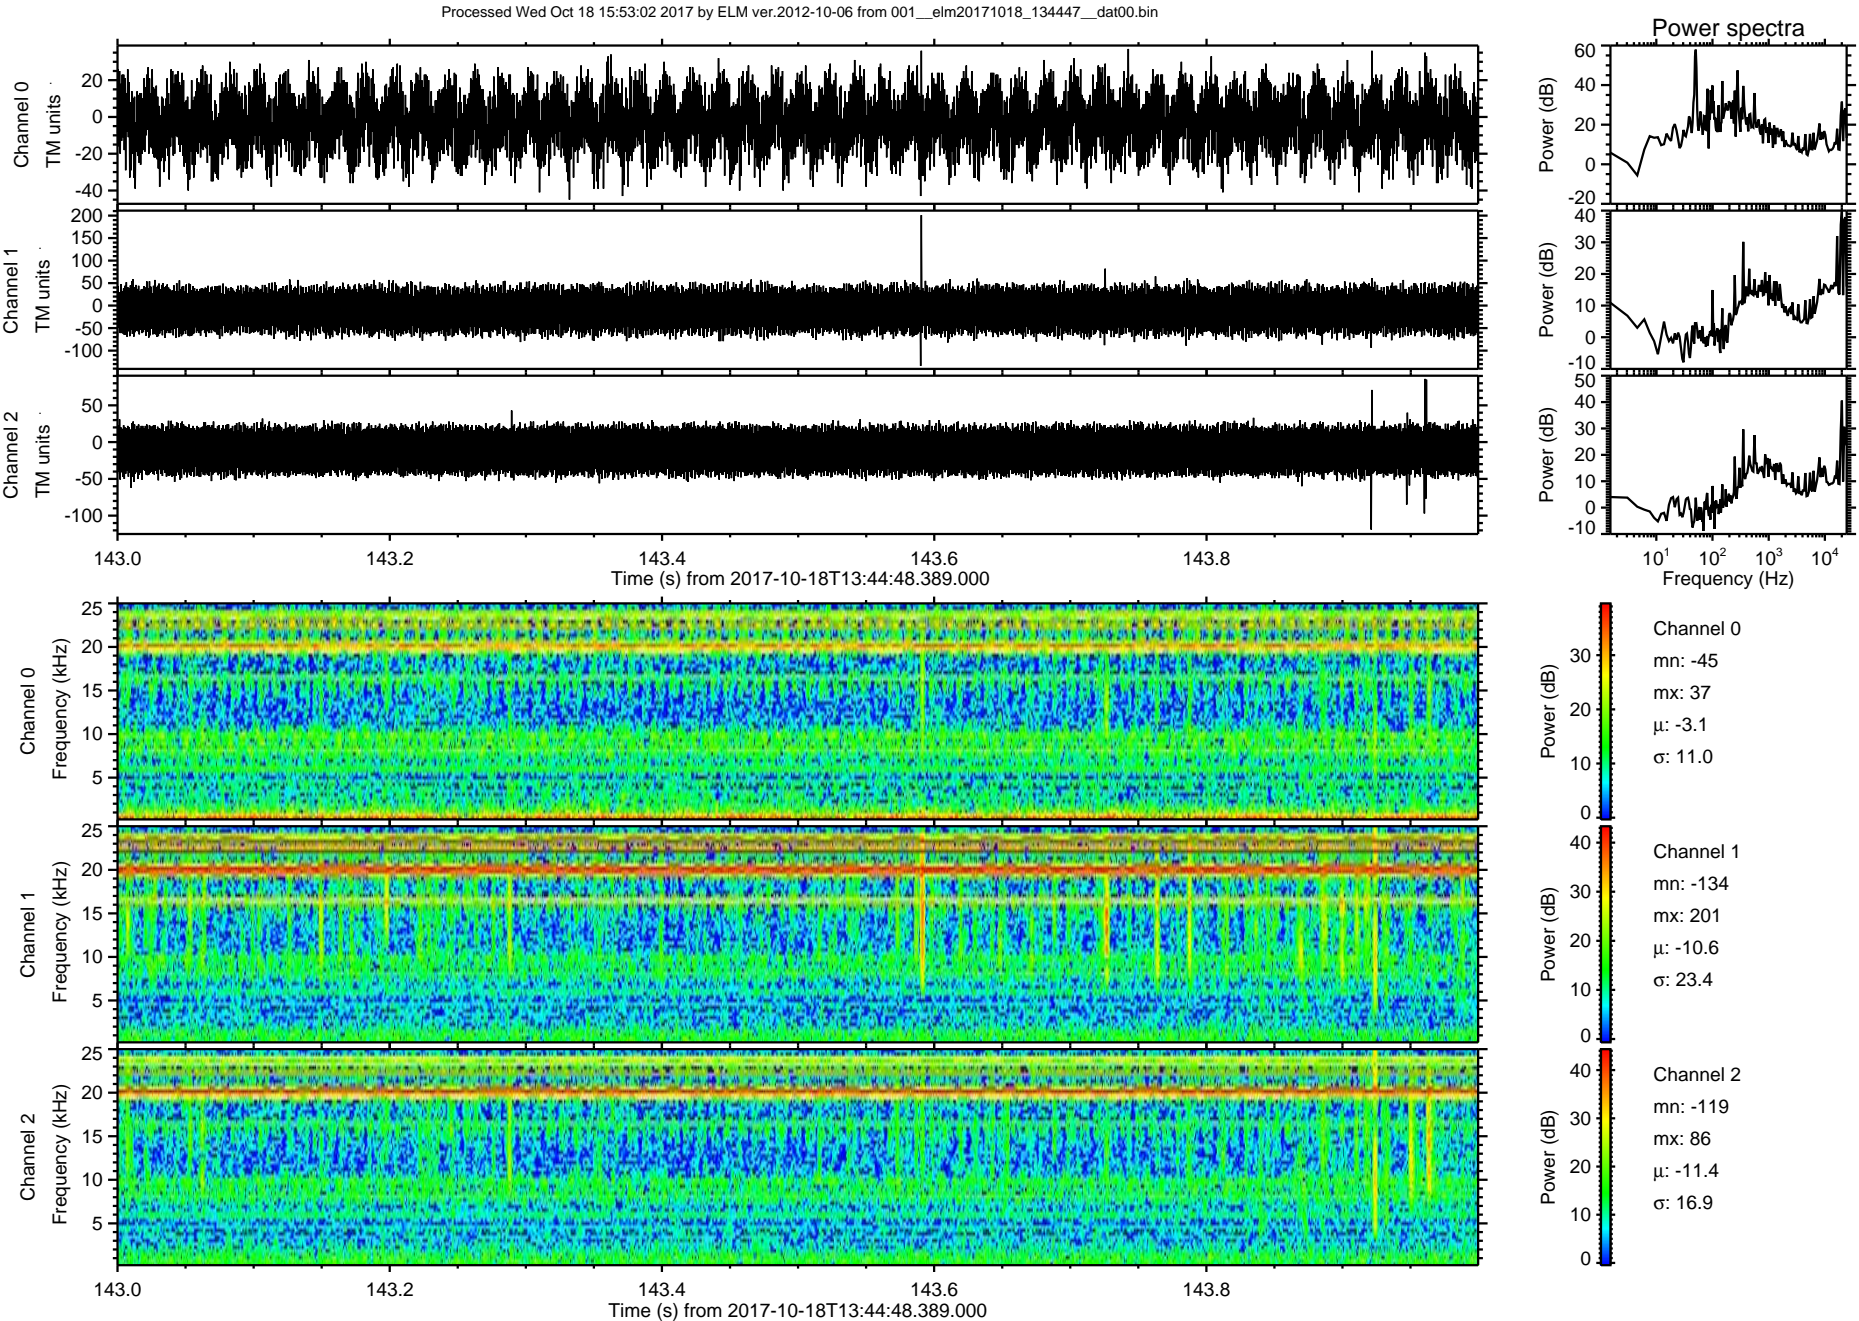 Processed Wed Oct 18 15:53:02 2017 by ELM ver.2012-10-06 from 001__elm20171018_134447__dat00.bin
Power spectra
Channel 0
TM units
20
0
-20
-40
Power (dB)
60
40
20
0
-20
Channel 1
TM units
200
150
100
50
0
-50
-100
Power (dB)
40
30
20
10
0
-10
Channel 2
TM units
50
0
-50
-100
Power (dB)
50
40
30
20
10
0
-10
143.0 143.2 143.4 143.6 143.8
Time (s) from 2017-10-18T13:44:48.389.000
10^1 10^2 10^3 10^4
Frequency (Hz)
Channel 0
Frequency (kHz)
25
20
15
10
5
Power (dB)
30
20
10
0
Channel 0
mn: -45
mx: 37
μ: -3.1
σ: 11.0
Channel 1
Frequency (kHz)
25
20
15
10
5
Power (dB)
40
30
20
10
0
Channel 1
mn: -134
mx: 201
μ: -10.6
σ: 23.4
Channel 2
Frequency (kHz)
25
20
15
10
5
Power (dB)
40
30
20
10
0
Channel 2
mn: -119
mx: 86
μ: -11.4
σ: 16.9
143.0 143.2 143.4 143.6 143.8
Time (s) from 2017-10-18T13:44:48.389.000